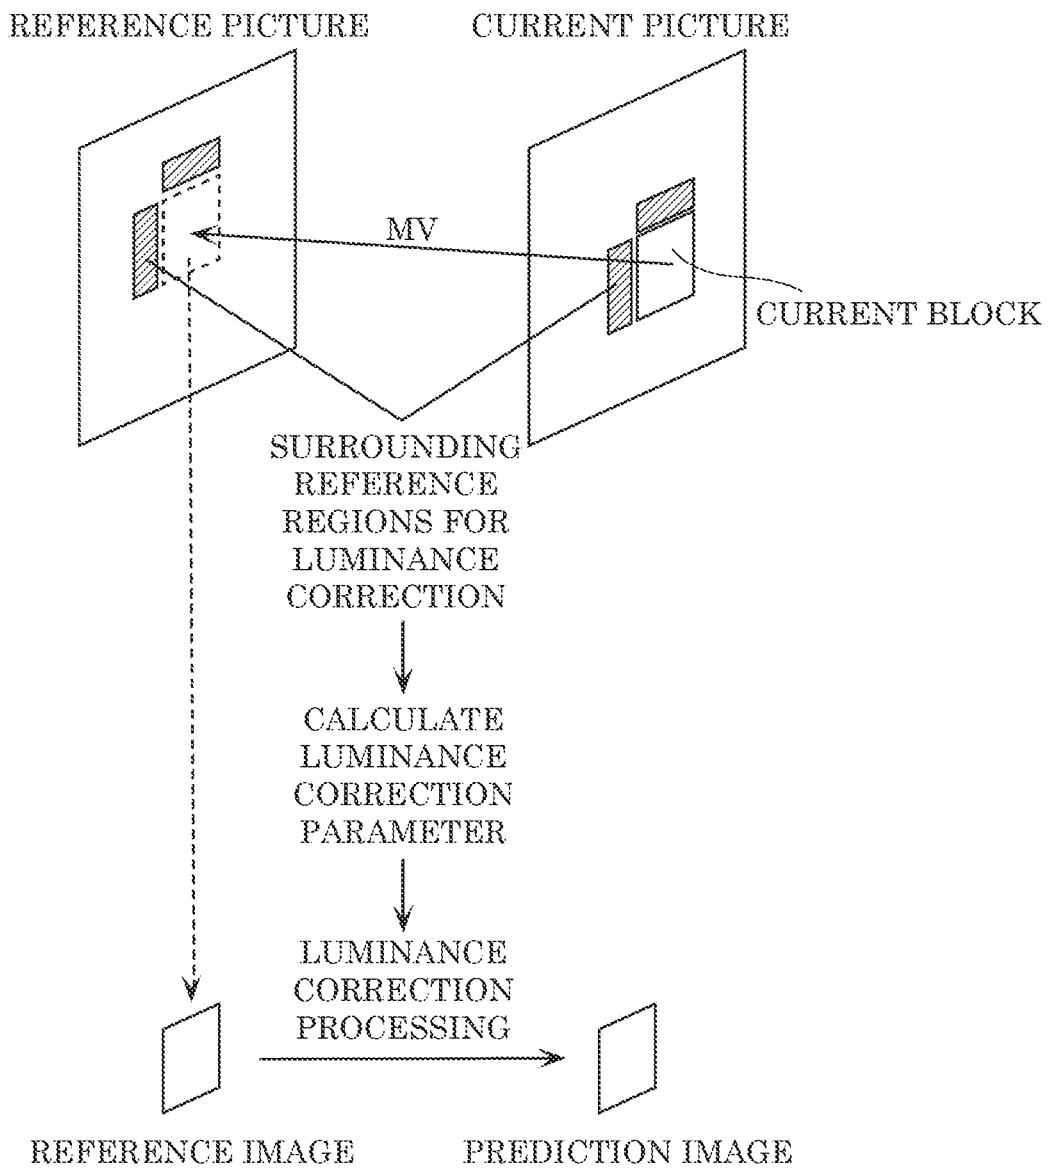 REFERENCE PICTURE
CURRENT PICTURE
MV
CURRENT BLOCK
SURROUNDING
REFERENCE
REGIONS FOR
LUMINANCE
CORRECTION
CALCULATE
LUMINANCE
CORRECTION
PARAMETER
LUMINANCE
CORRECTION
PROCESSING
REFERENCE IMAGE
PREDICTION IMAGE